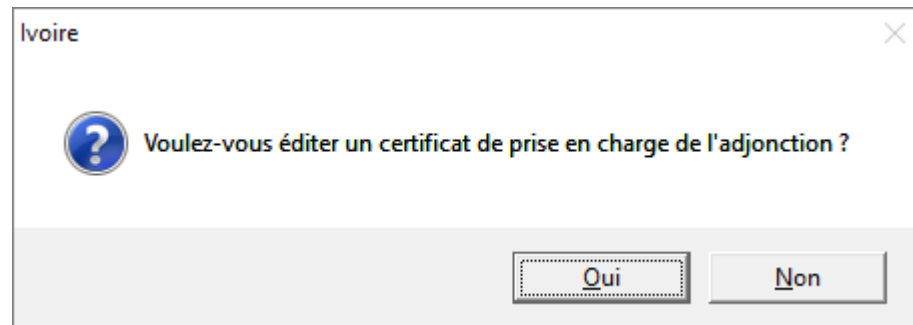 Ivoire
Voulez-vous éditer un certificat de prise en charge de l'adjonction ?
Oui
Non